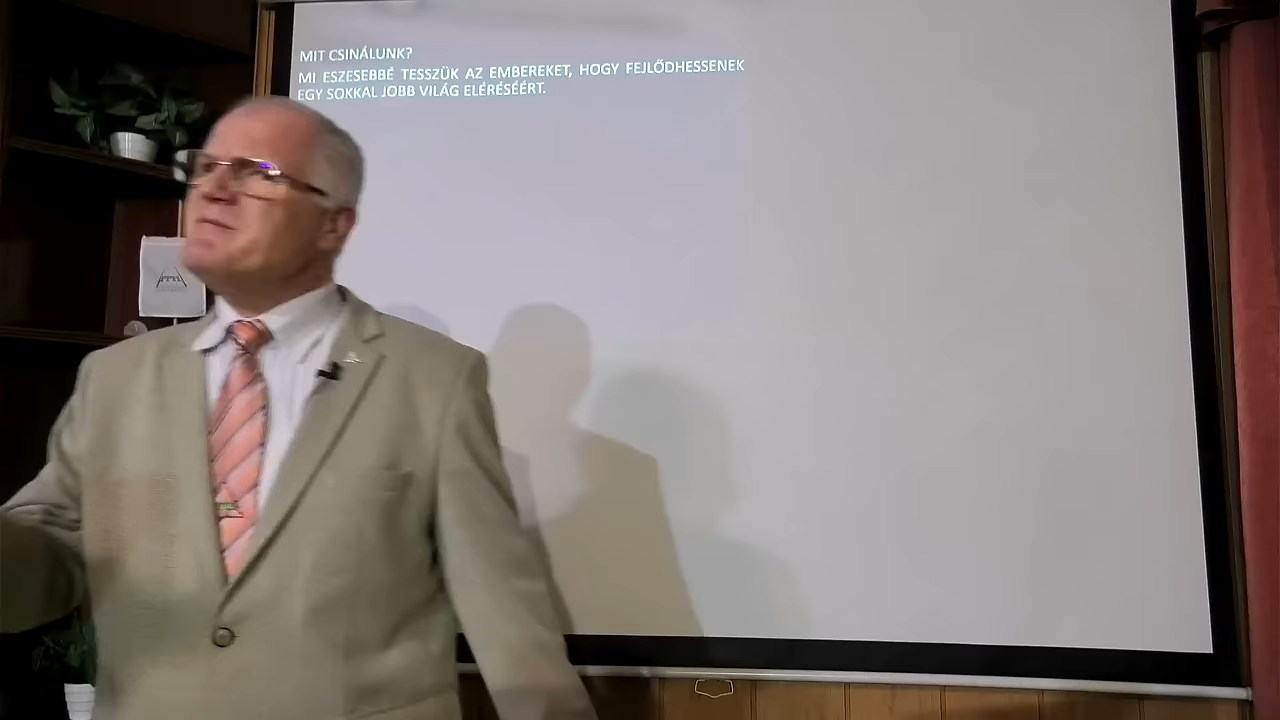 MIT CSINÁLUNK?
MI ESZESEBBÉ TESSZÜK AZ EMBEREKET, HOGY FEJLŐDHESSENEK
EGY SOKKAL JOBB VILÁG ELÉRÉSÉÉRT.